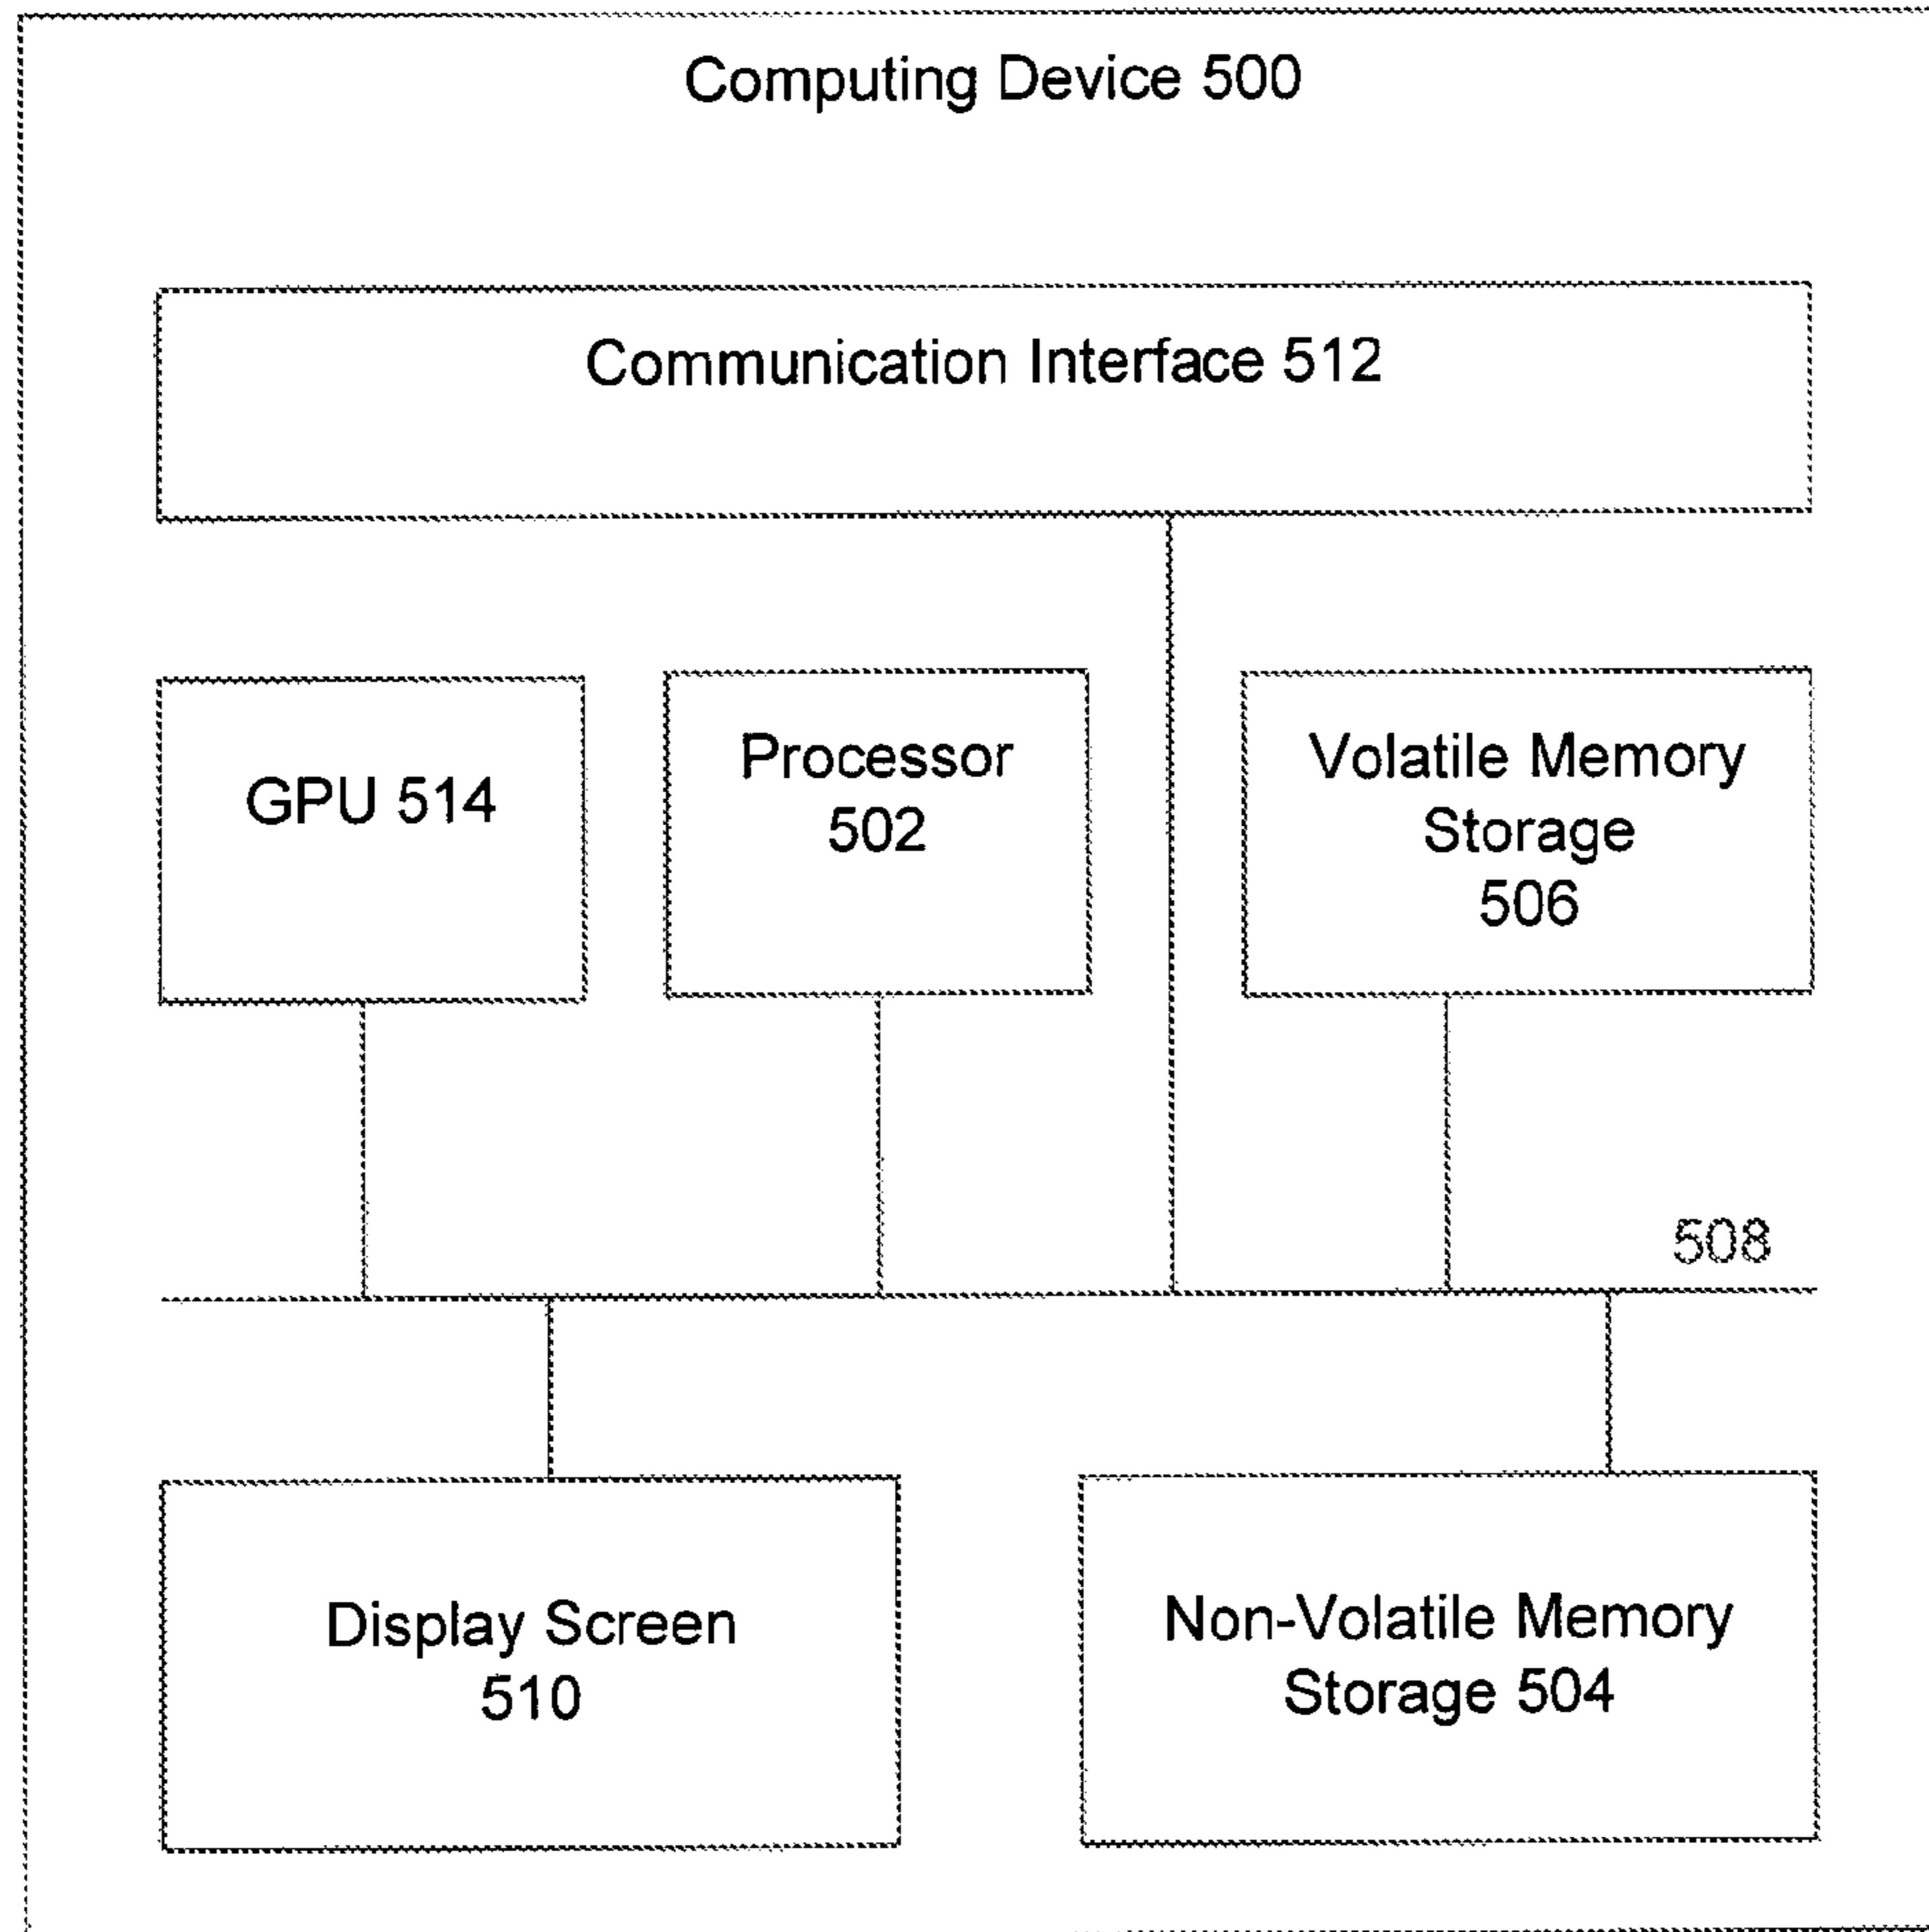 Computing Device 500
Communication Interface 512
GPU 514
Processor
502
Volatile Memory
Storage
506
508
Display Screen
510
Non-Volatile Memory
Storage 504